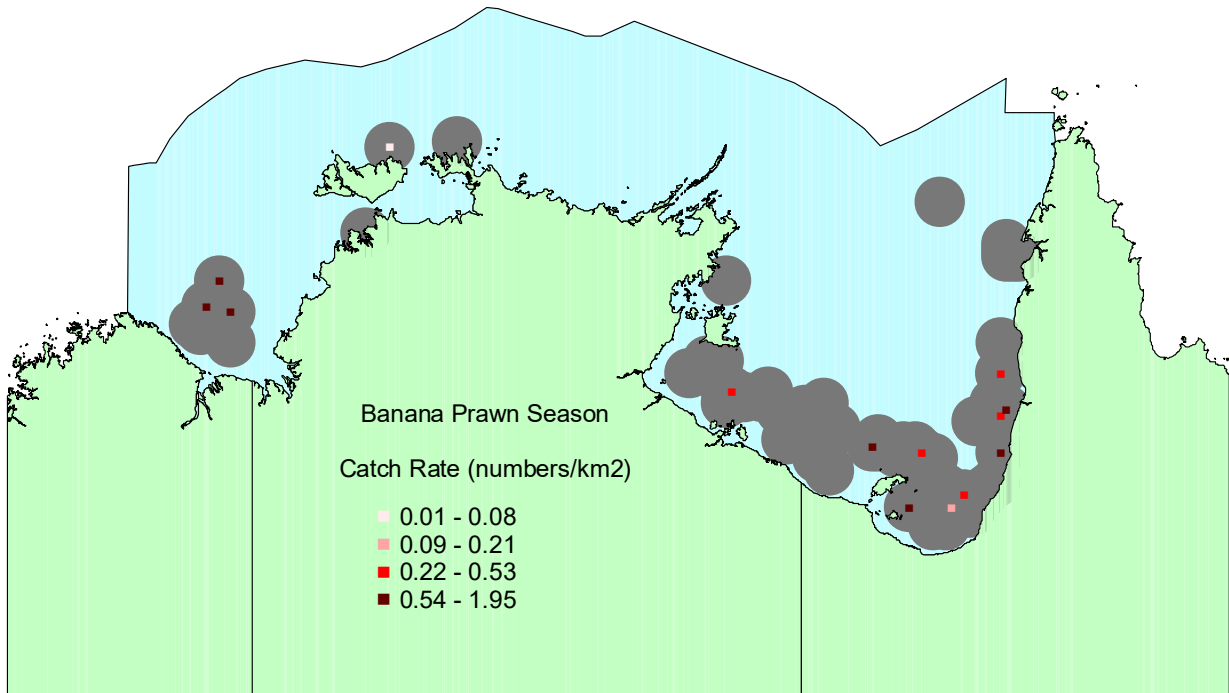 Banana Prawn Season
Catch Rate (numbers/km2)
0.01 - 0.08
0.09 - 0.21
0.22 - 0.53
0.54 - 1.95